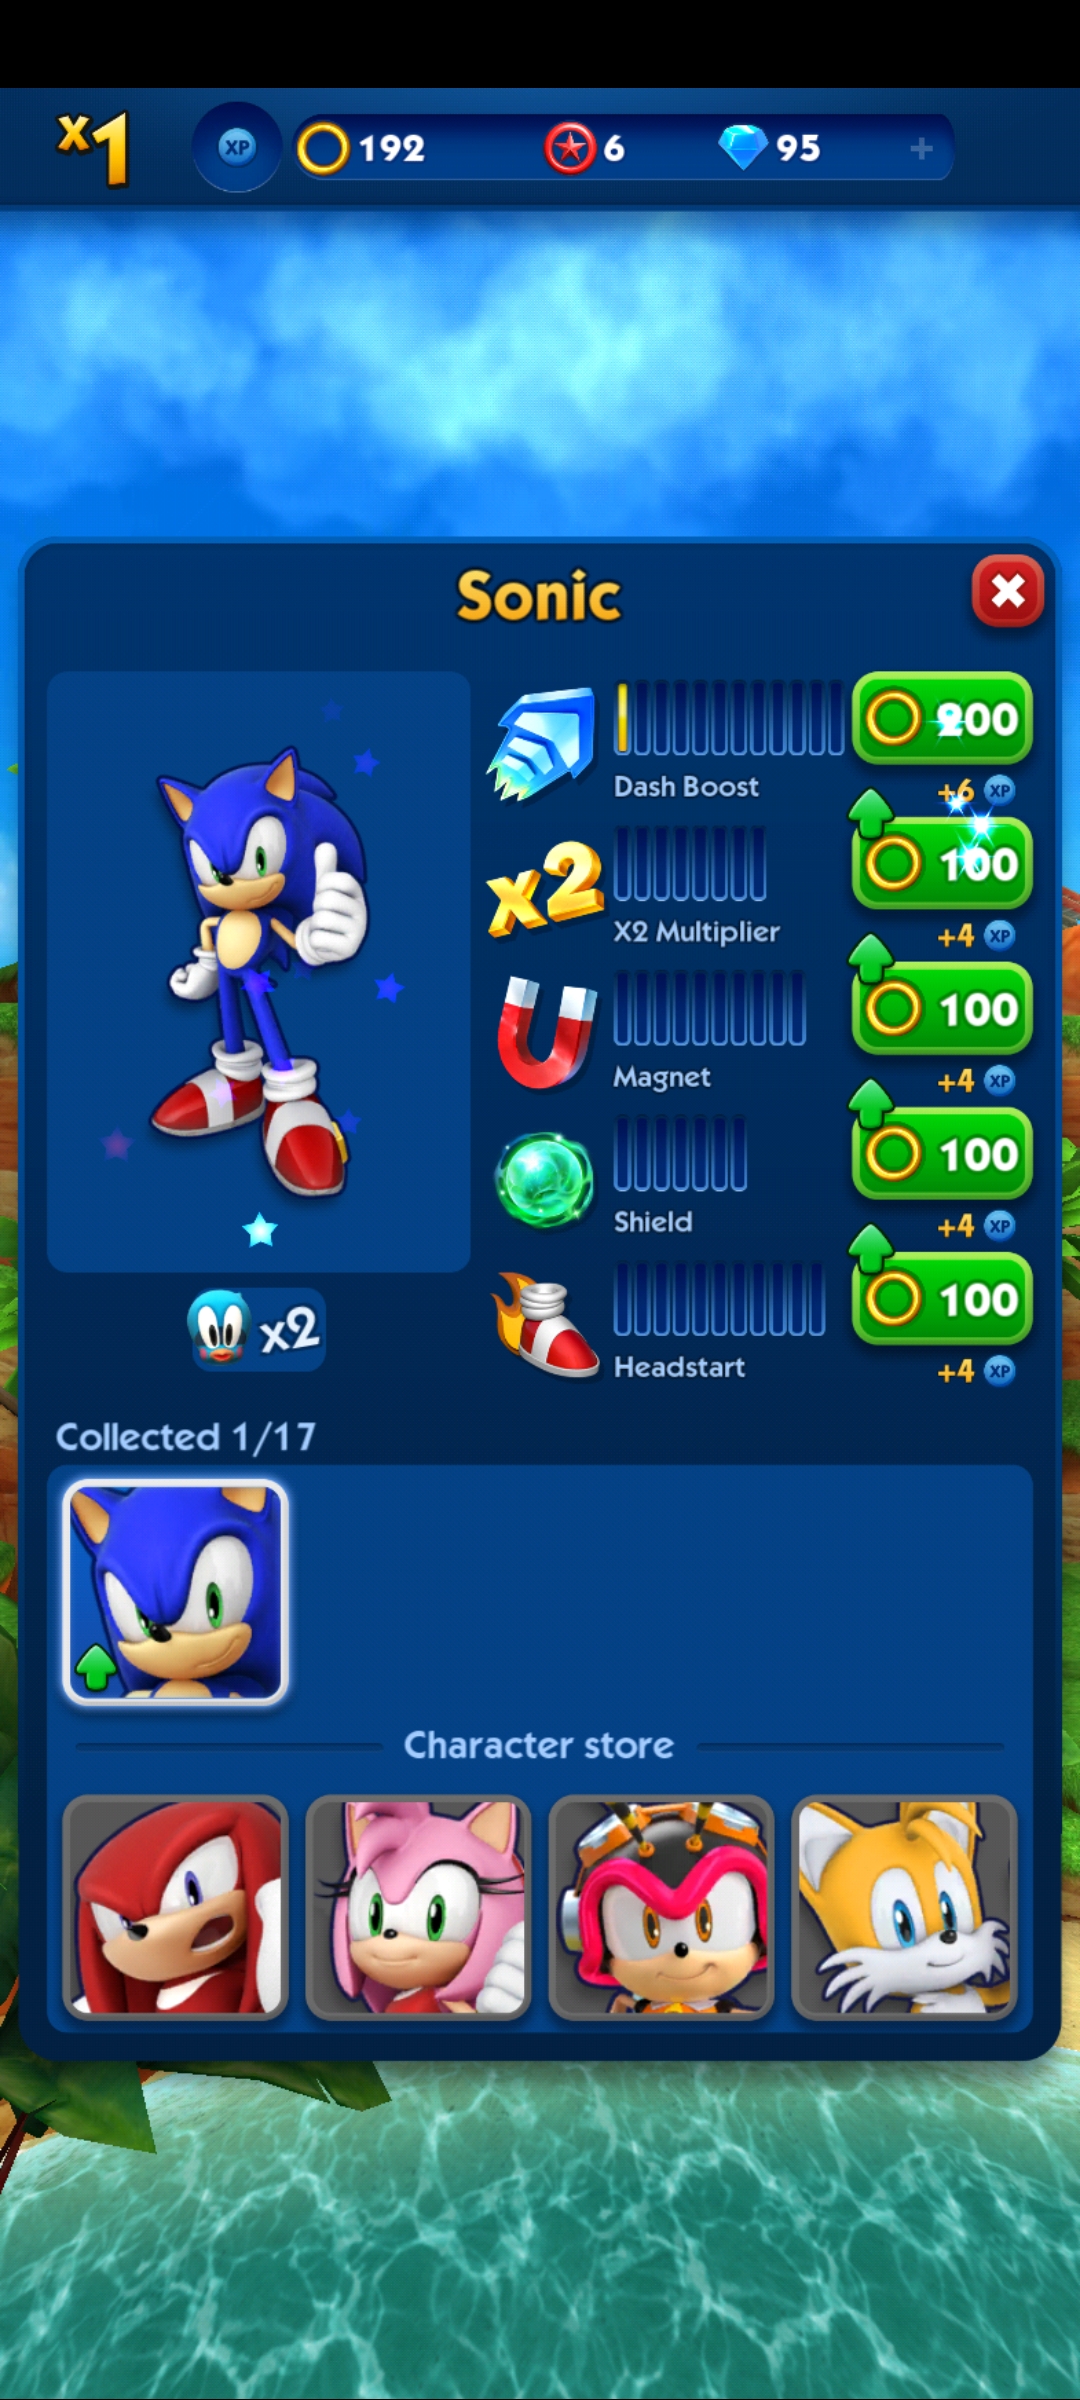 x1
XP
192
6
95
+
Sonic
200
Dash Boost
+6 XP
x2
100
X2 Multiplier
+4 XP
100
Magnet
+4 XP
100
Shield
+4 XP
100
Headstart
+4 XP
x2
Collected 1/17
Character store